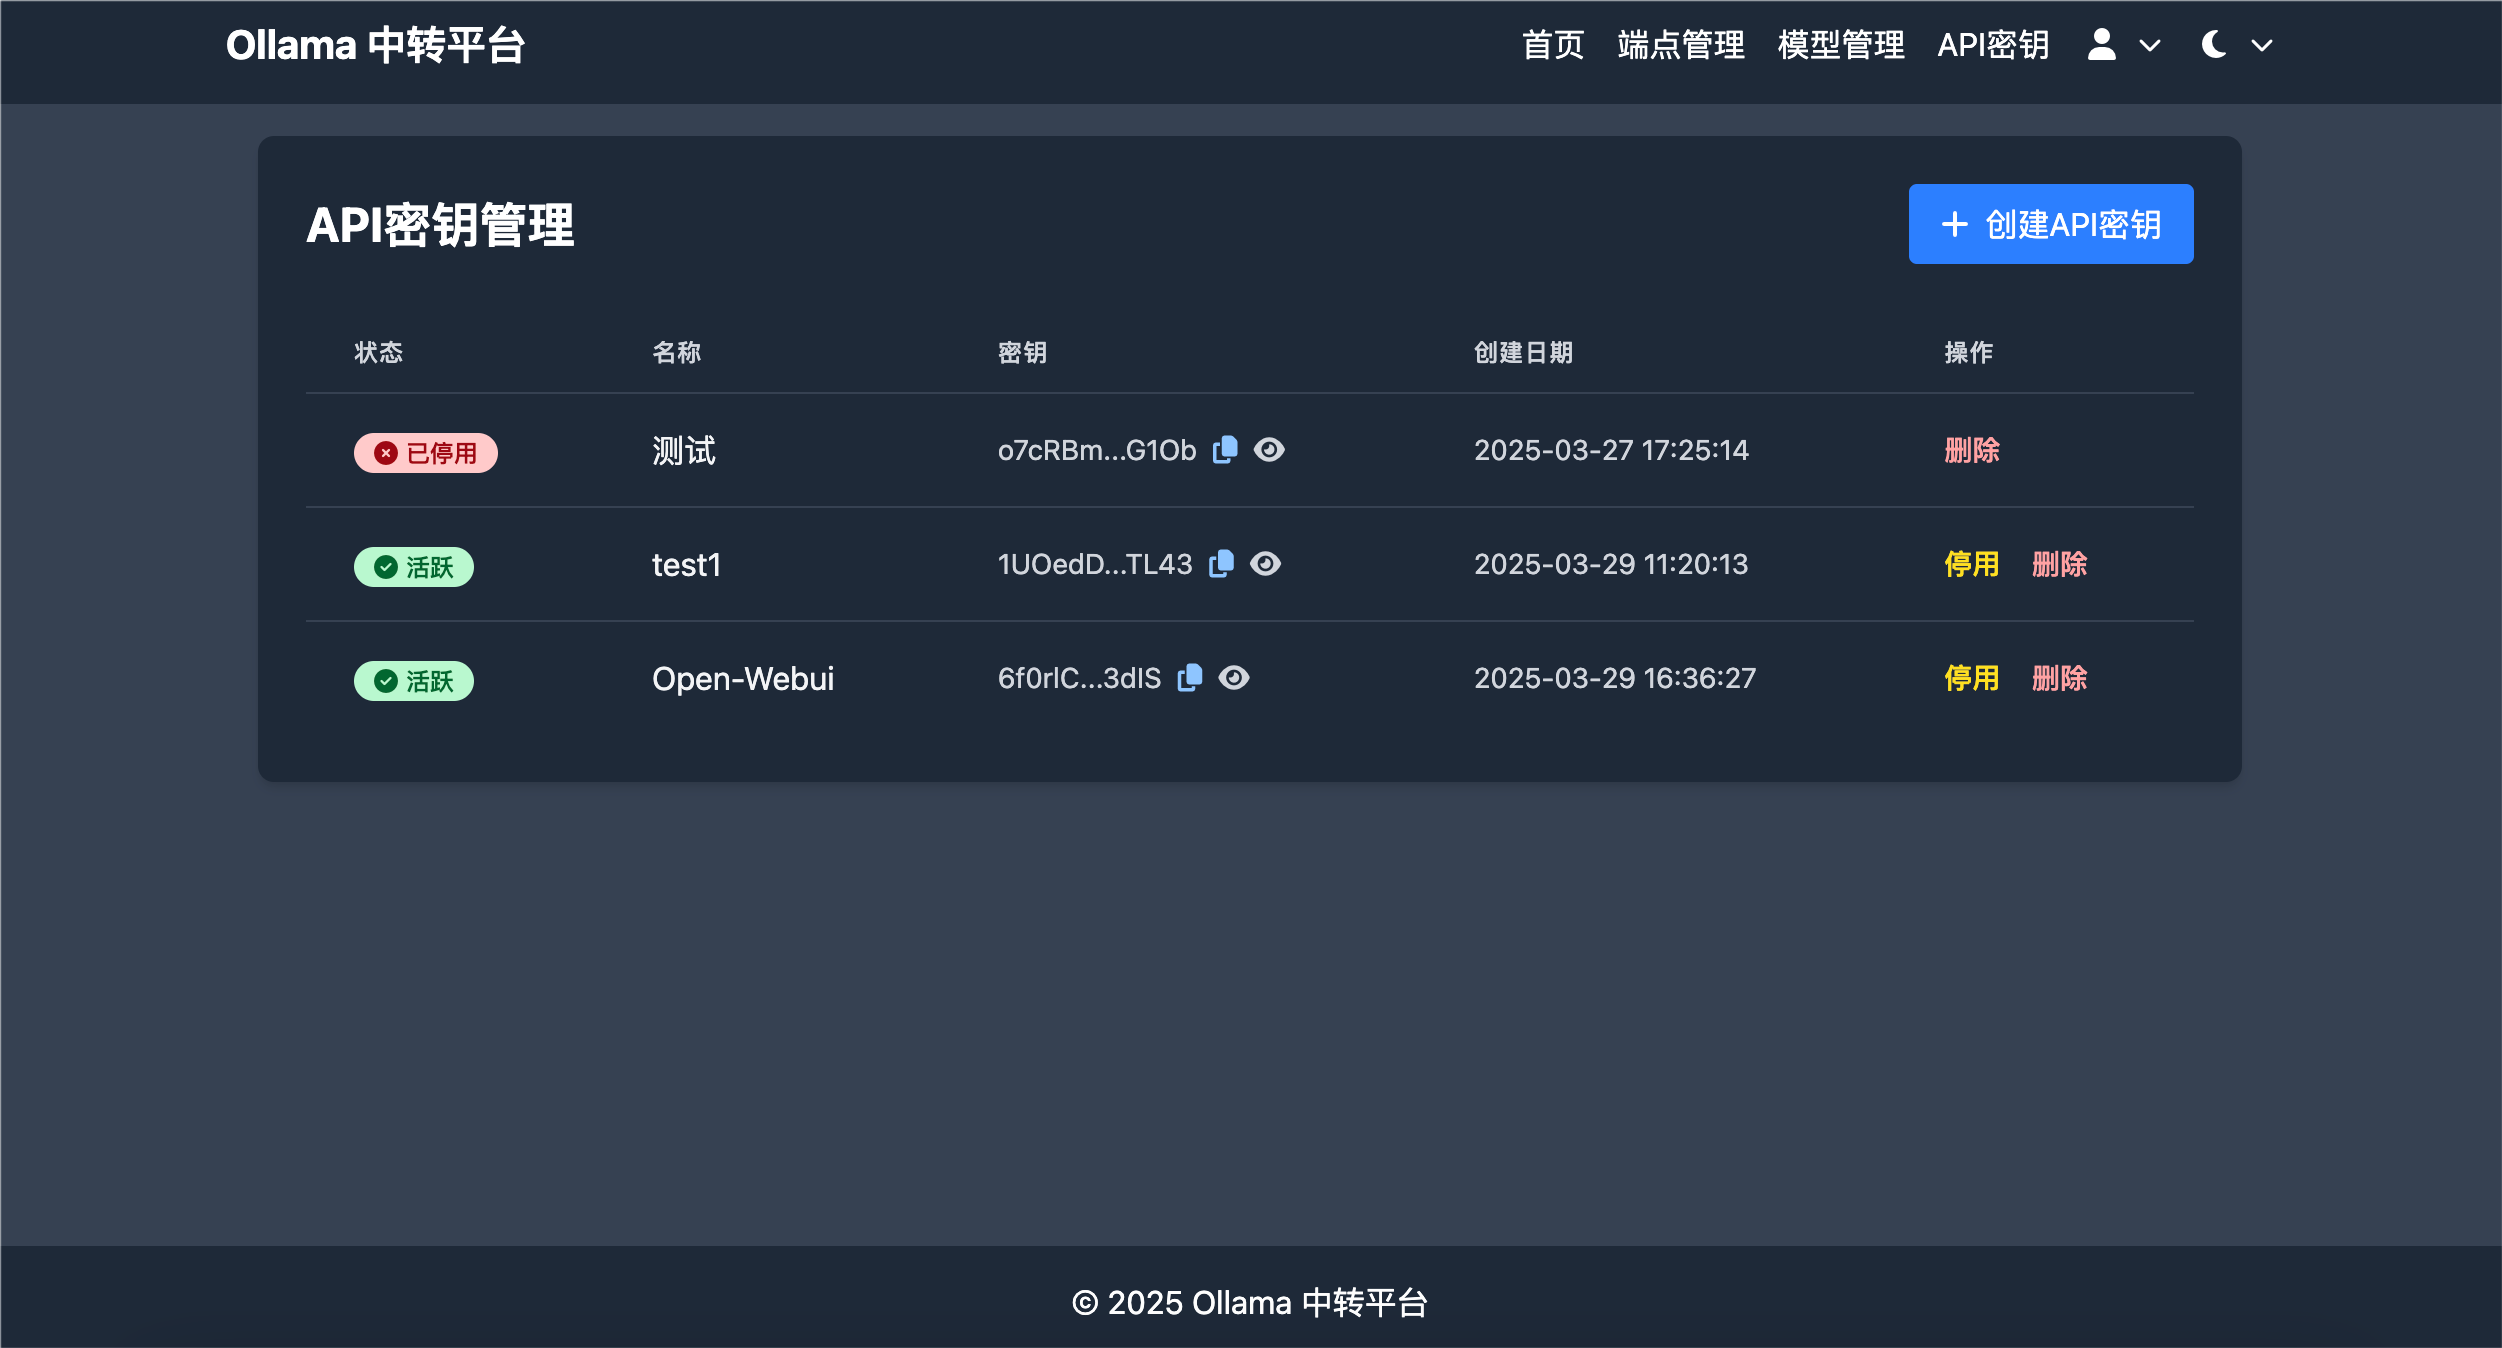 Ollama 中转平台
首页 端点管理 模型管理 API密钥
API密钥管理
创建API密钥
状态 名称 密钥 创建日期 操作
已停用 测试 o7cRBm...G1Ob 2025-03-27 17:25:14 删除
活跃 test1 1UOedD...TL43 2025-03-29 11:20:13 停用 删除
活跃 Open-Webui 6f0rIC...3dIS 2025-03-29 16:36:27 停用 删除
© 2025 Ollama 中转平台